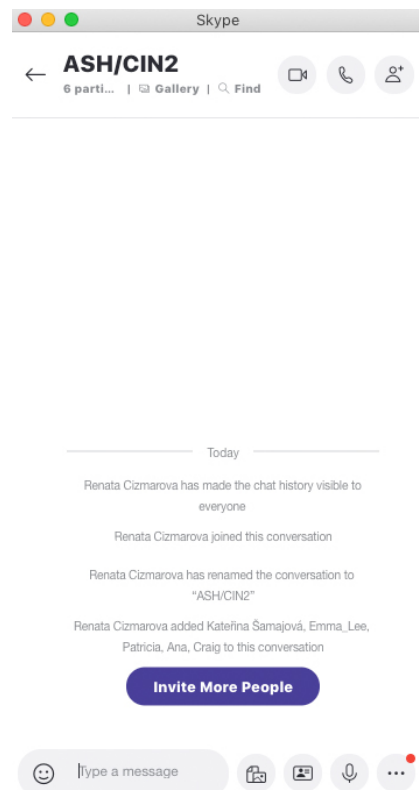 Skype
ASH/CIN2
6 parti... | Gallery | Find
Today
Renata Cizmarova has made the chat history visible to
everyone
Renata Cizmarova joined this conversation
Renata Cizmarova has renamed the conversation to
“ASH/CIN2”
Renata Cizmarova added Kateřina Šamajová, Emma_Lee,
Patricia, Ana, Craig to this conversation
Invite More People
Type a message